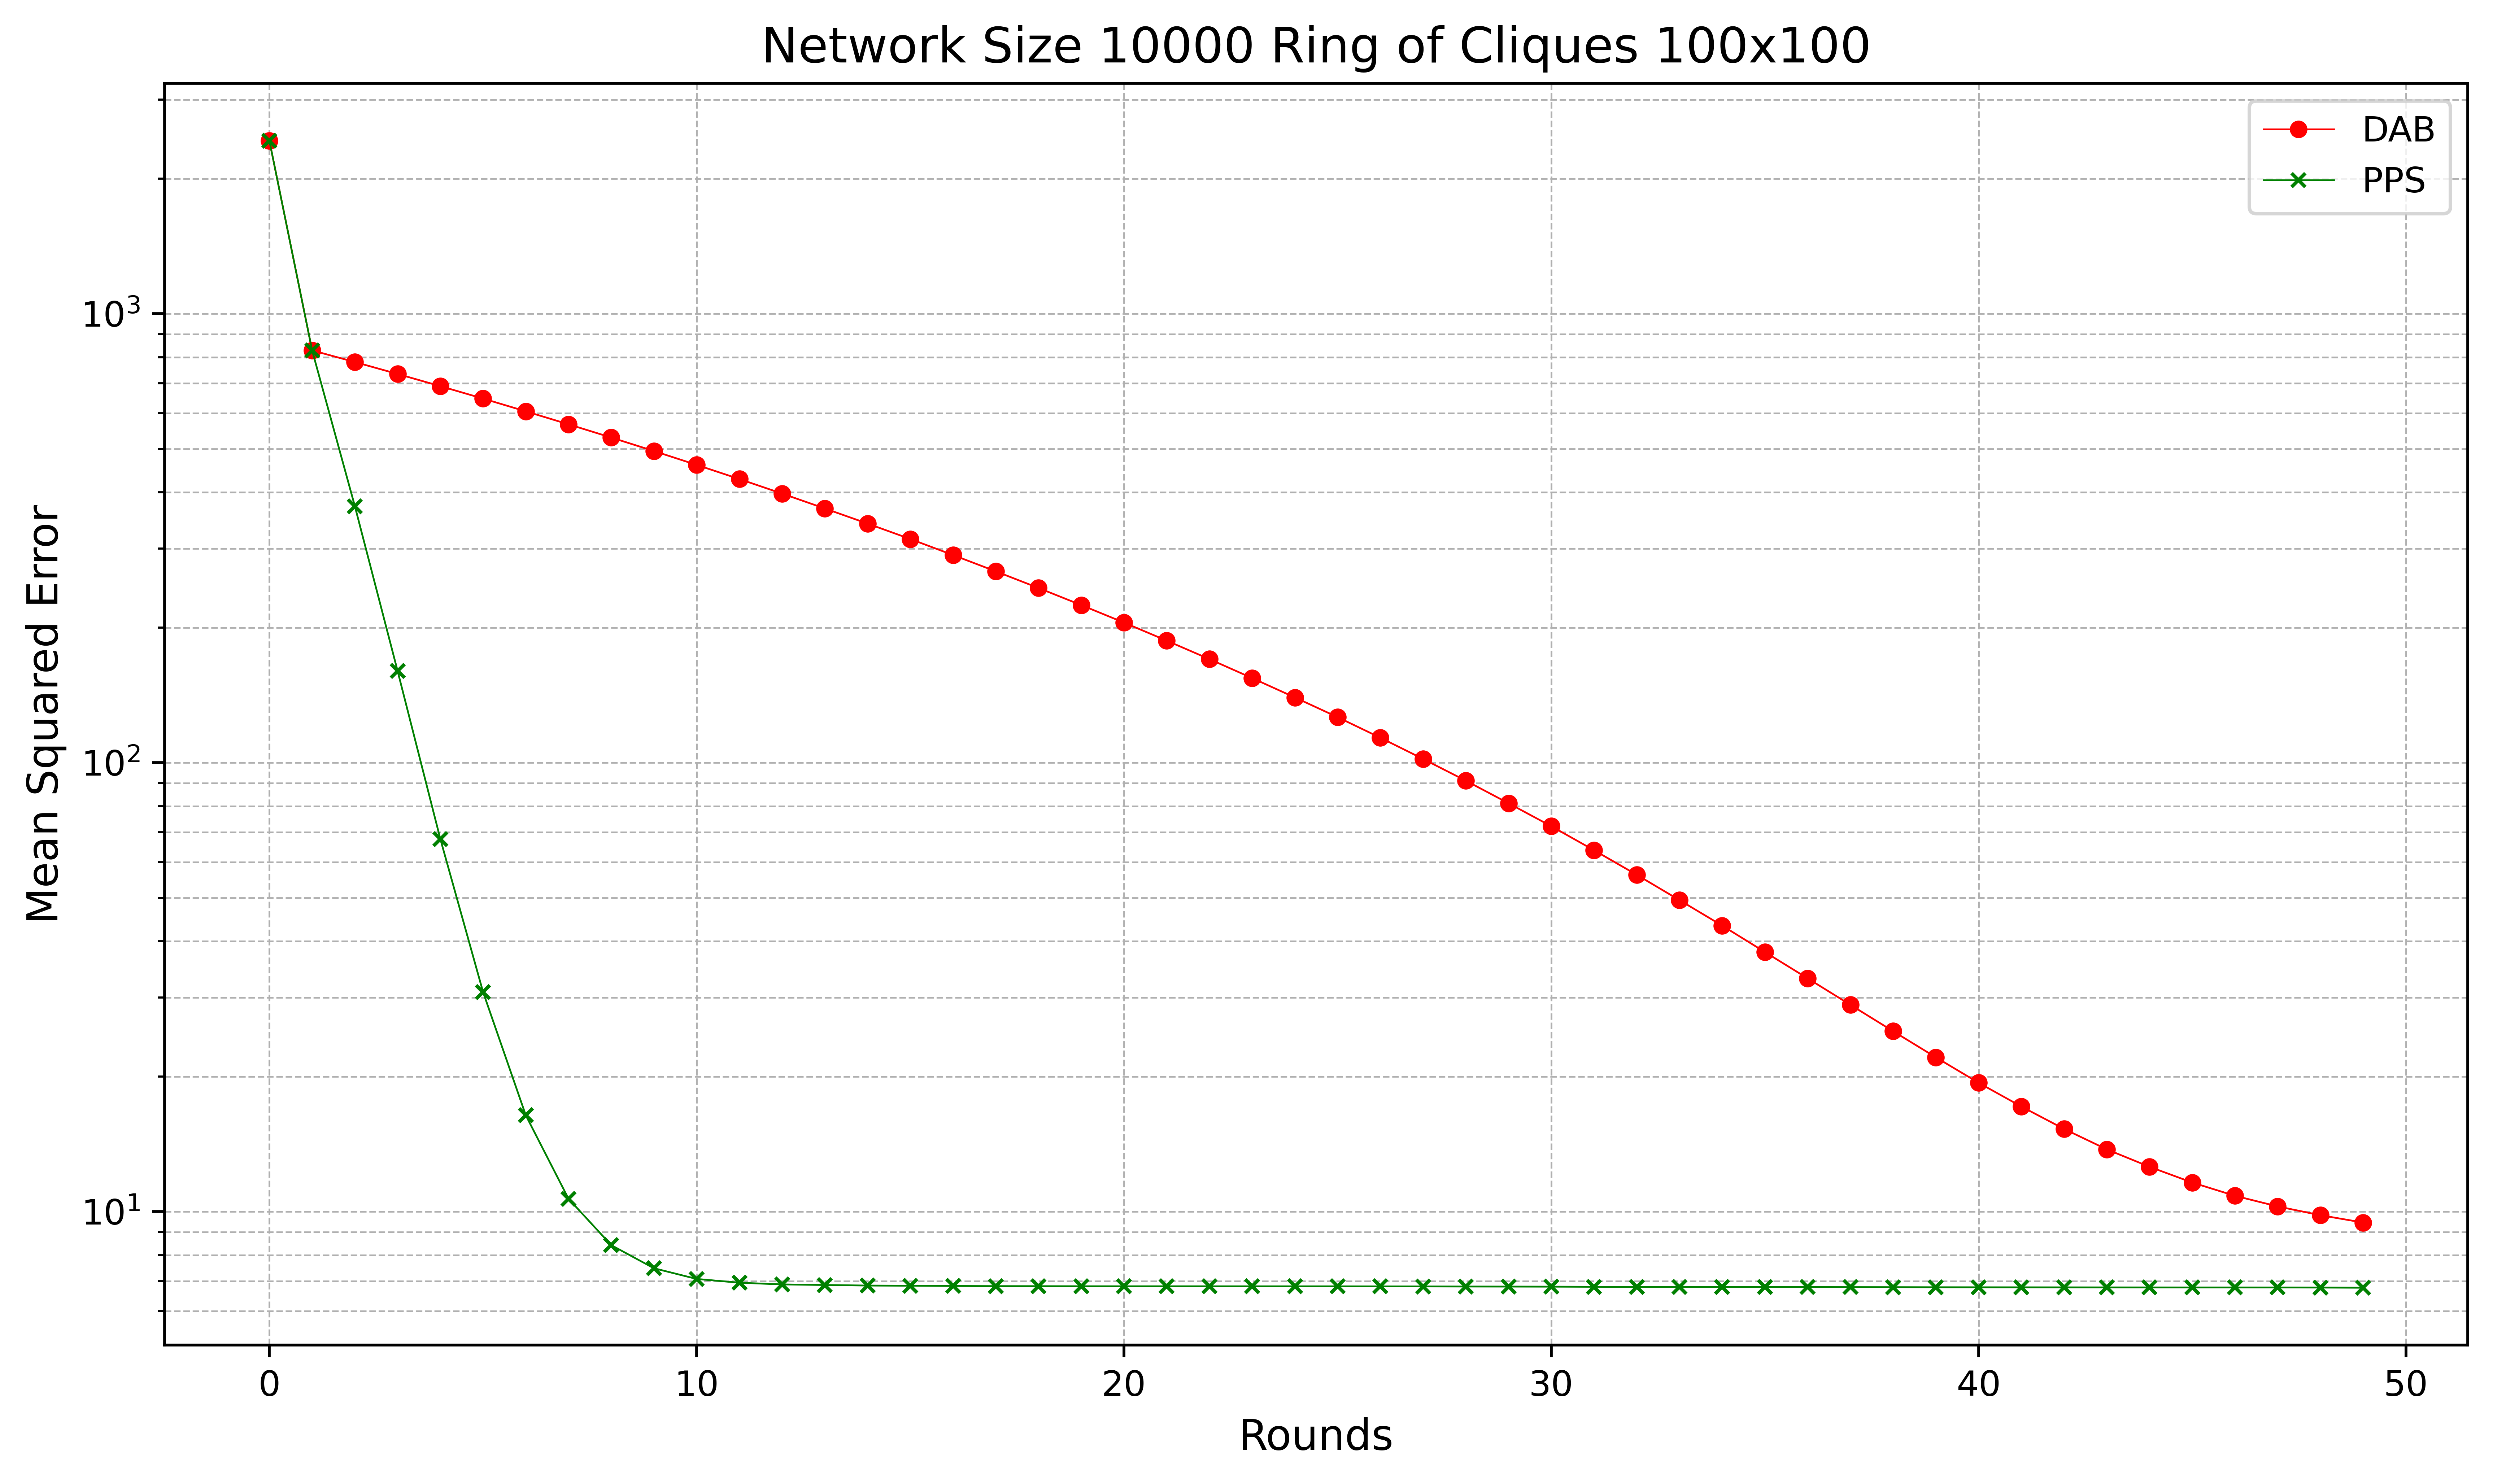 Network Size 10000 Ring of Cliques 100x100
DAB
PPS
Mean Squared Error
10³
10²
10¹
0 10 20 30 40 50
Rounds